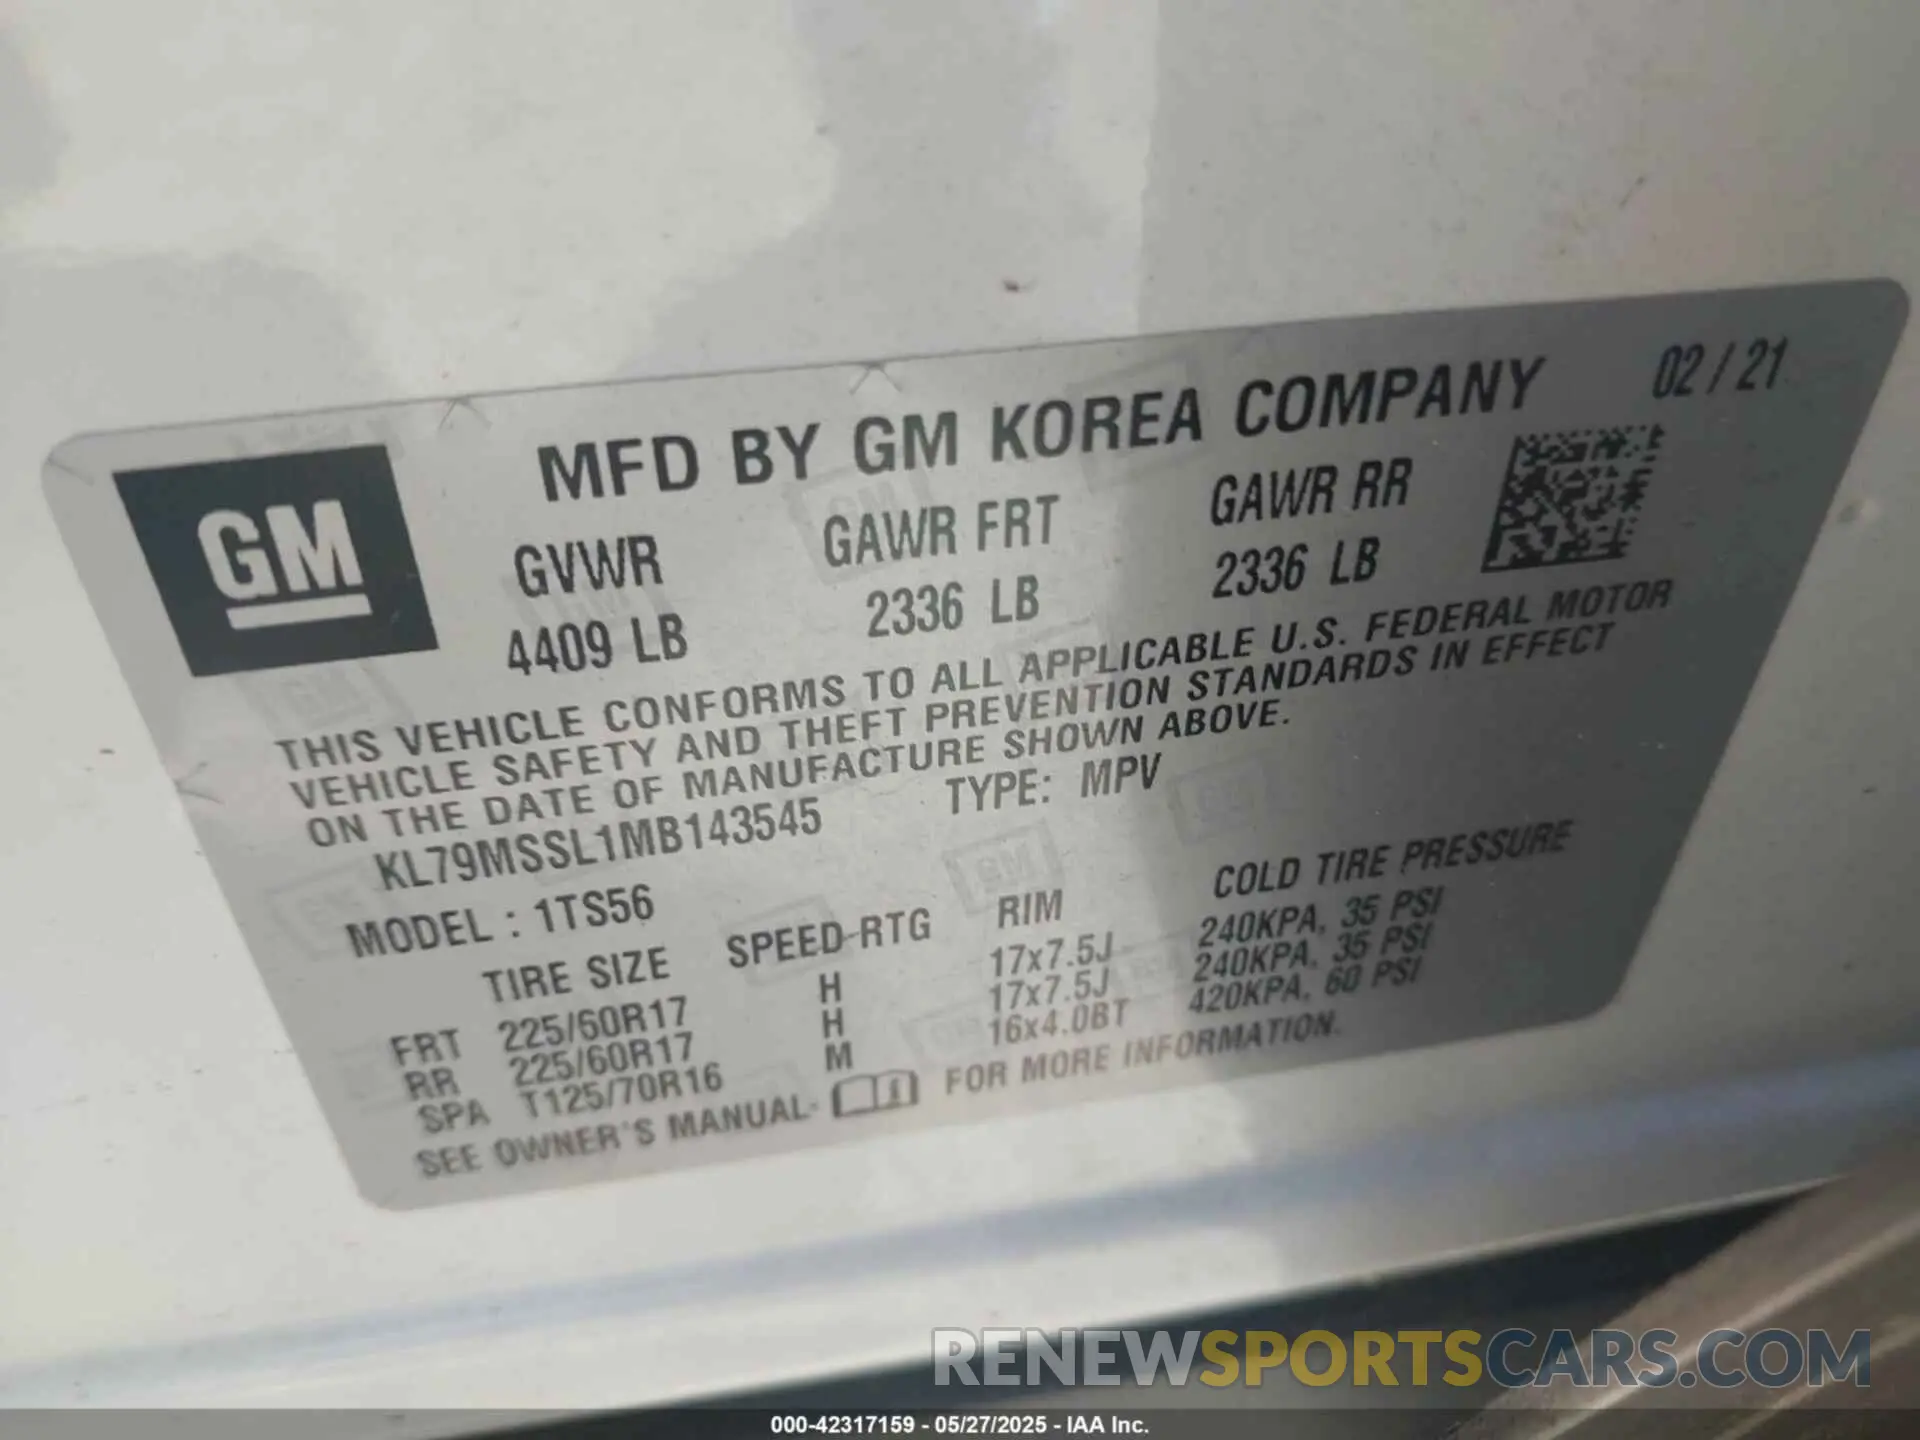 MFD BY GM KOREA COMPANY 02 / 21
GM
GVWR GAWR FRT GAWR RR
4409 LB 2336 LB 2336 LB
THIS VEHICLE CONFORMS TO ALL APPLICABLE U.S. FEDERAL MOTOR
VEHICLE SAFETY AND THEFT PREVENTION STANDARDS IN EFFECT
ON THE DATE OF MANUFACTURE SHOWN ABOVE.
KL79MSSL1MB143545 TYPE: MPV
MODEL : 1TS56
TIRE SIZE SPEED-RTG RIM COLD TIRE PRESSURE
FRT 225/60R17 H 17x7.5J 240KPA, 35 PSI
RR 225/60R17 H 17x7.5J 240KPA, 35 PSI
SPA T125/70R16 M 16x4.0BT 420KPA, 60 PSI
SEE OWNER'S MANUAL FOR MORE INFORMATION.
RENEWSPORTSCARS.COM
000-42317159 - 05/27/2025 - IAA Inc.